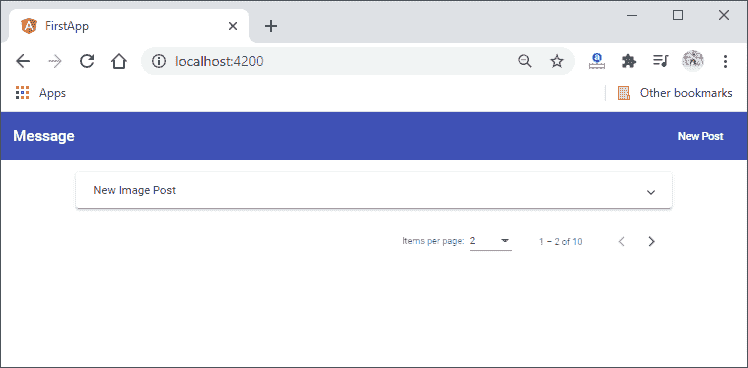 FirstApp
localhost:4200
Apps
Other bookmarks
Message
New Post
New Image Post
Items per page: 2
1 – 2 of 10